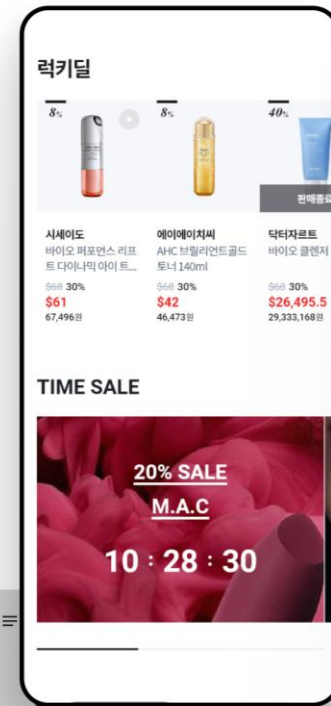 럭키딜
8%
8%
40%
판매종료
시세이도
바이오 퍼포먼스 리프
트 다이나믹 아이 트...
$68 30%
$61
67,496원
에이에이치씨
AHC 브릴리언트골드
토너 140ml
$68 30%
$42
46,473원
닥터자르트
바이오 클렌저
$68 30%
$26,495.5
29,333,168원
TIME SALE
20% SALE
M.A.C
10 : 28 : 30